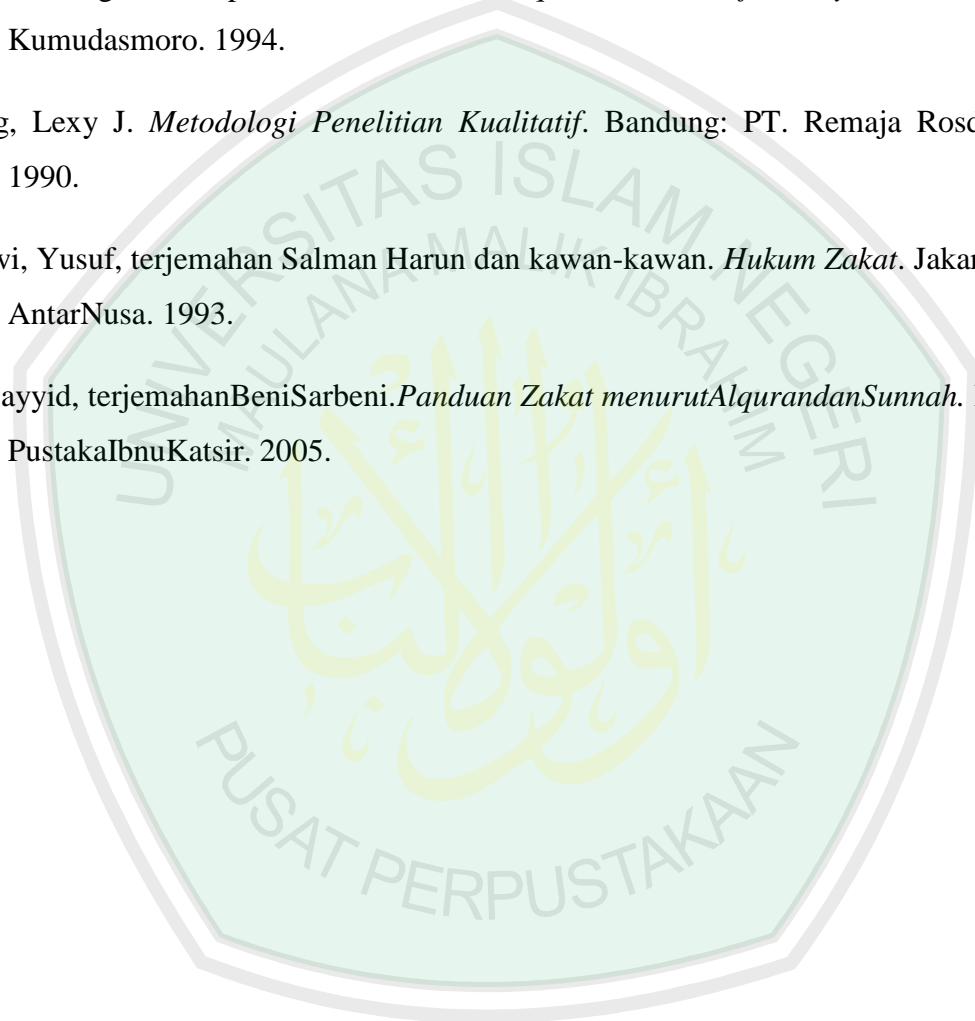 Kumudasmoro. 1994.
g, Lexy J. Metodologi Penelitian Kualitatif. Bandung: PT. Remaja Rosd
1990.
wi, Yusuf, terjemahan Salman Harun dan kawan-kawan. Hukum Zakat. Jakar
AntarNusa. 1993.
ayyid, terjemahanBeniSarbeni.Panduan Zakat menurutAlqurandanSunnah.
PustakaIbnuKatsir. 2005.
UNIVERSITAS ISLAM NEGERI
MAULANA MALIK IBRAHIM
أولوا الألباب
PUSAT PERPUSTAKAAN